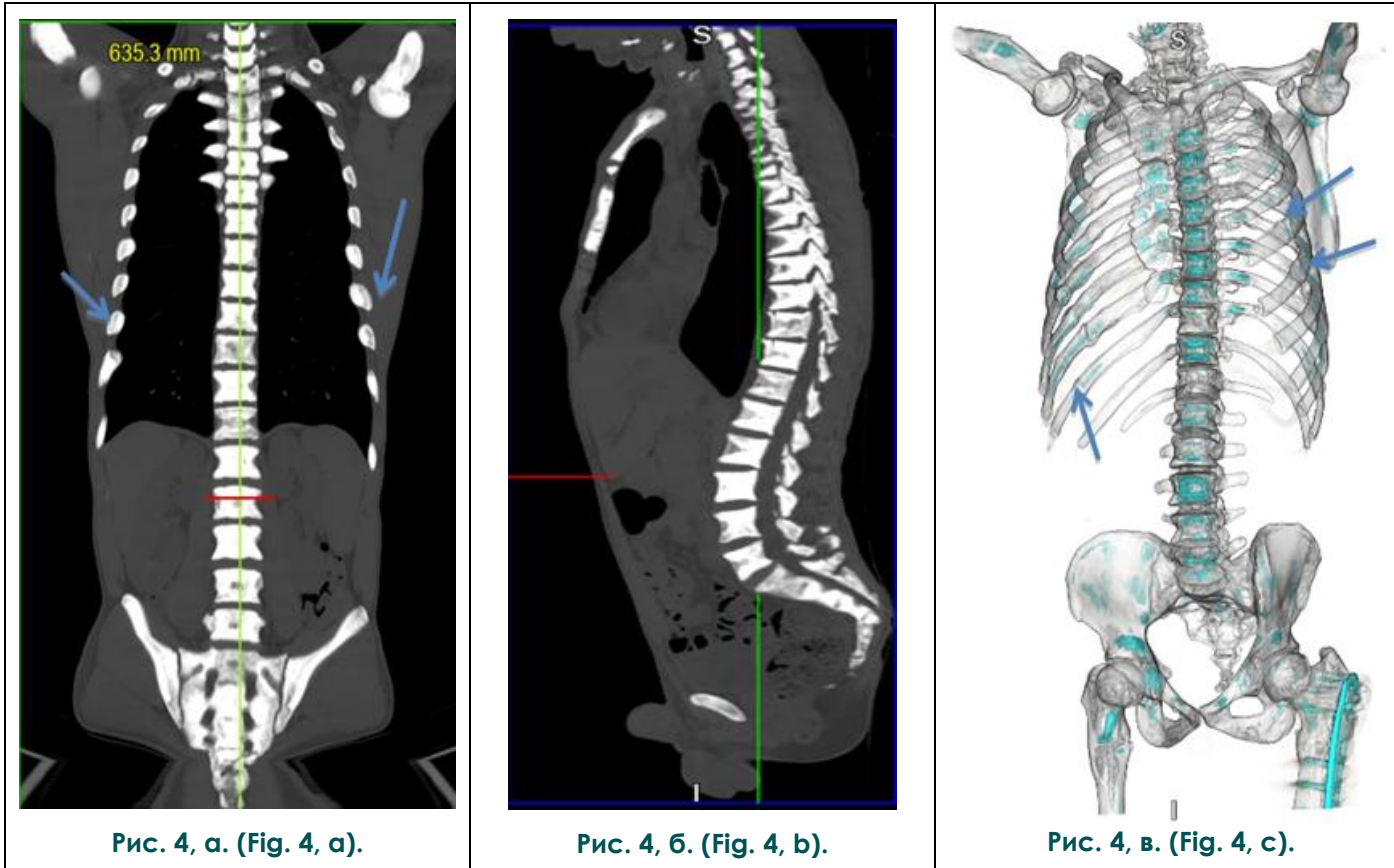 635.3 mm
S
I
S
I
Рис. 4, а. (Fig. 4, a).
Рис. 4, б. (Fig. 4, b).
Рис. 4, в. (Fig. 4, c).